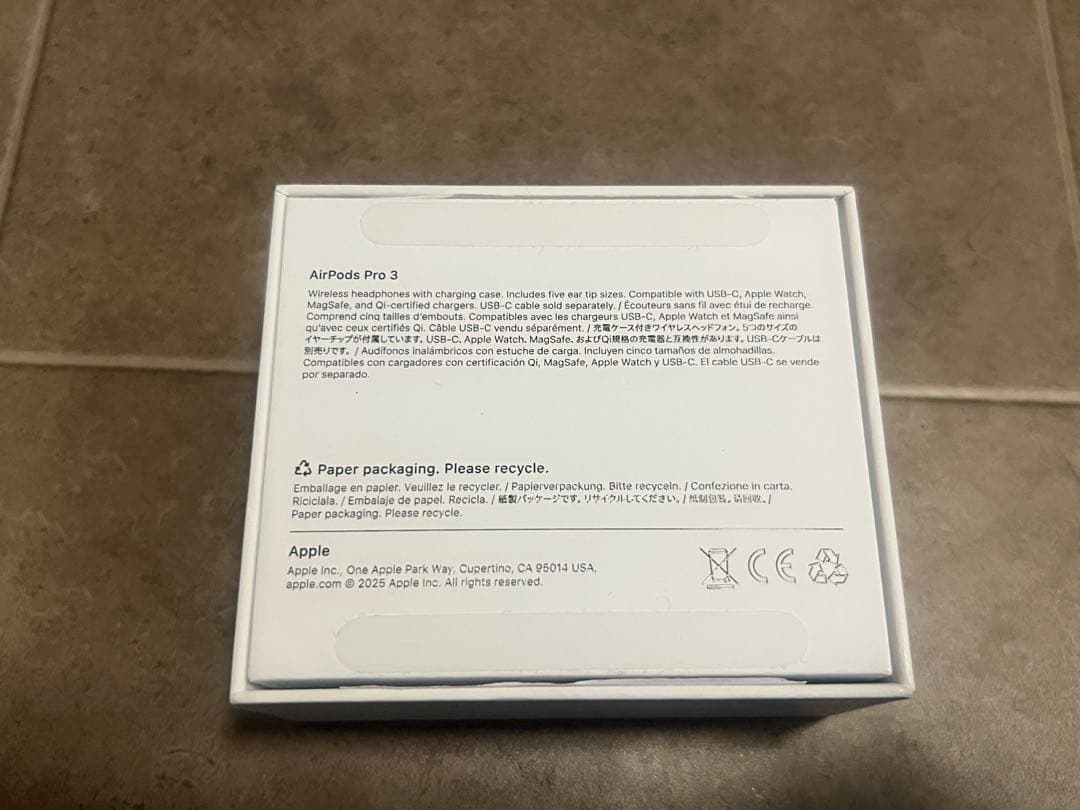 AirPods Pro 3
Wireless headphones with charging case. Includes five ear tip sizes. Compatible with USB-C, Apple Watch,
MagSafe, and Qi-certified chargers. USB-C cable sold separately. / Écouteurs sans fil avec étui de recharge.
Comprend cinq tailles d'embouts. Compatibles avec les chargeurs USB-C, Apple Watch et MagSafe ainsi
qu'avec ceux certifiés Qi. Câble USB-C vendu séparément. / 充電ケース付きワイヤレスヘッドフォン。5つのサイズの
イヤーチップが付属しています。USB-C、Apple Watch、MagSafe、およびQi規格の充電器と互換性があります。USB-Cケーブルは
別売りです。 / Audífonos inalámbricos con estuche de carga. Incluyen cinco tamaños de almohadillas.
Compatibles con cargadores con certificación Qi, MagSafe, Apple Watch y USB-C. El cable USB-C se vende
por separado.
Paper packaging. Please recycle.
Emballage en papier. Veuillez le recycler. / Papierverpackung. Bitte recyceln. / Confezione in carta.
Riciclala. / Embalaje de papel. Recicla. / 紙製パッケージです。リサイクルしてください。 / 纸制包装。请回收。 /
Paper packaging. Please recycle.
Apple
Apple Inc., One Apple Park Way, Cupertino, CA 95014 USA,
apple.com © 2025 Apple Inc. All rights reserved.
CE